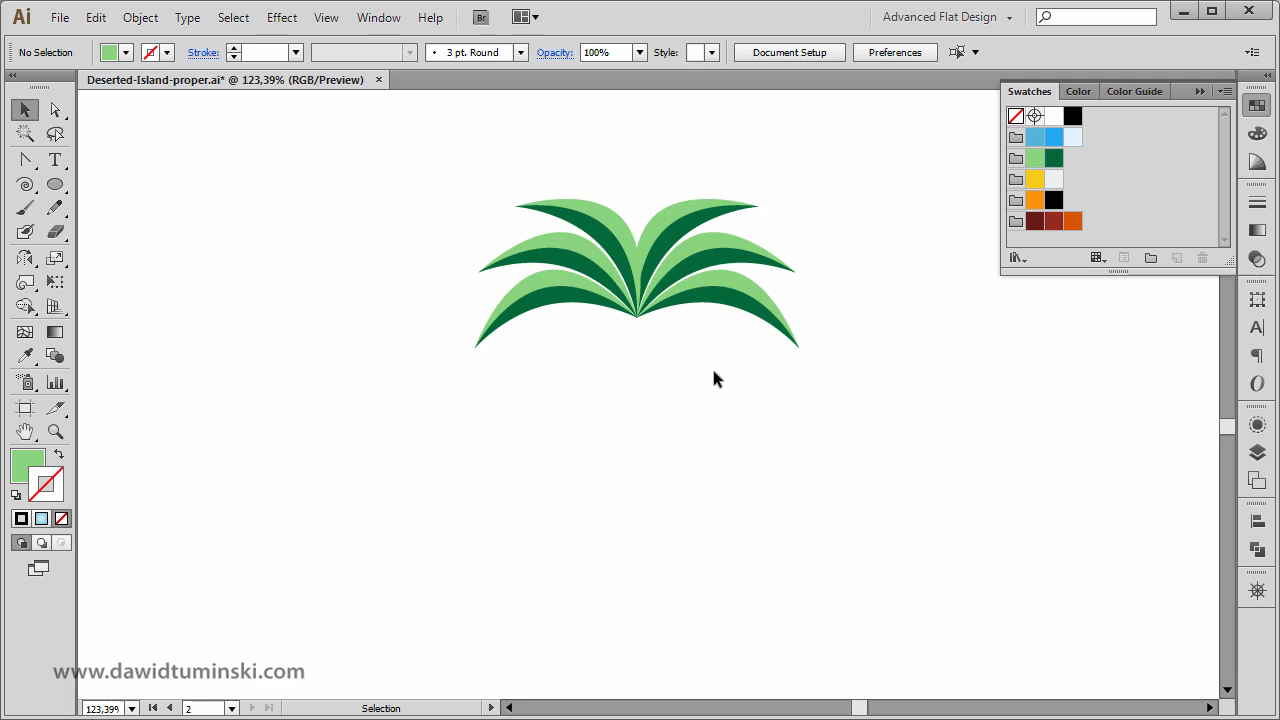 Ai File Edit Object Type Select Effect View Window Help Br Advanced Flat Design
No Selection Stroke: 3 pt. Round Opacity: 100% Style: Document Setup Preferences
Deserted-Island-proper.ai* @ 123,39% (RGB/Preview) ×
Swatches Color Color Guide
www.dawidtuminski.com
123,39% 2 Selection